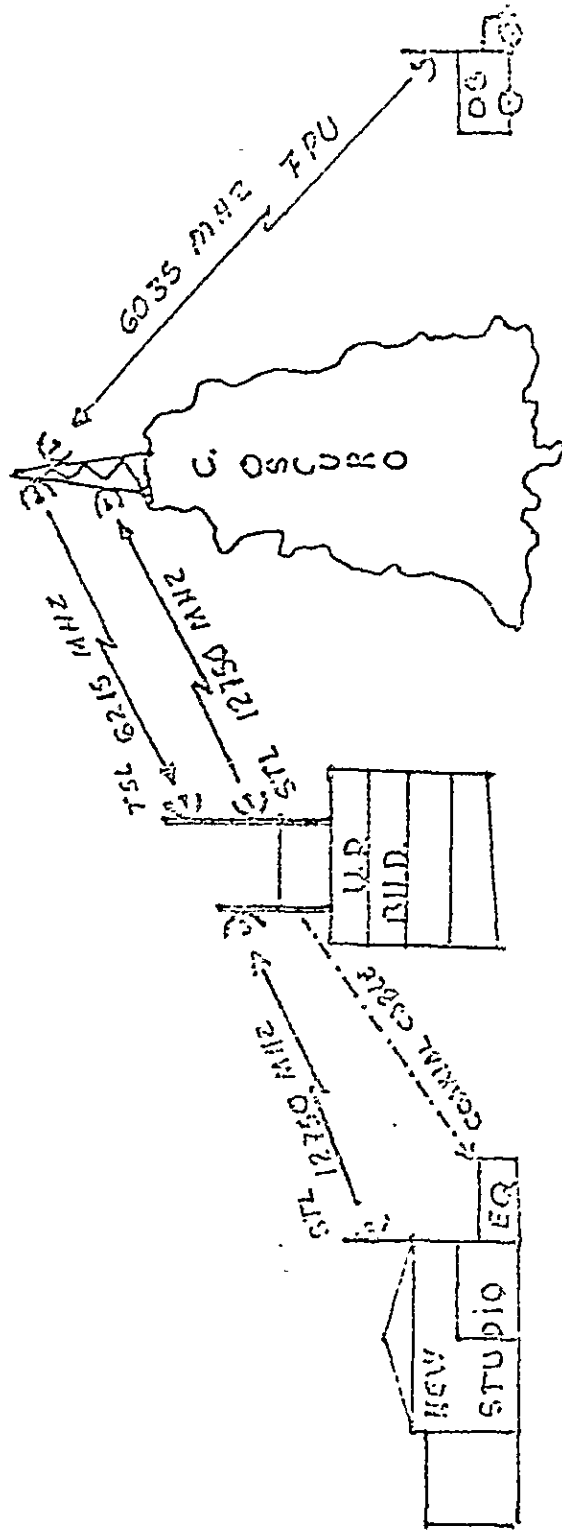 NEW
STUDIO
EQ
STL 12750 MHZ
COAXIAL CABLE
TSL 6215 MHZ
STL 12750 MHZ
C.
OSCURO
6035 MHZ FPU
OB